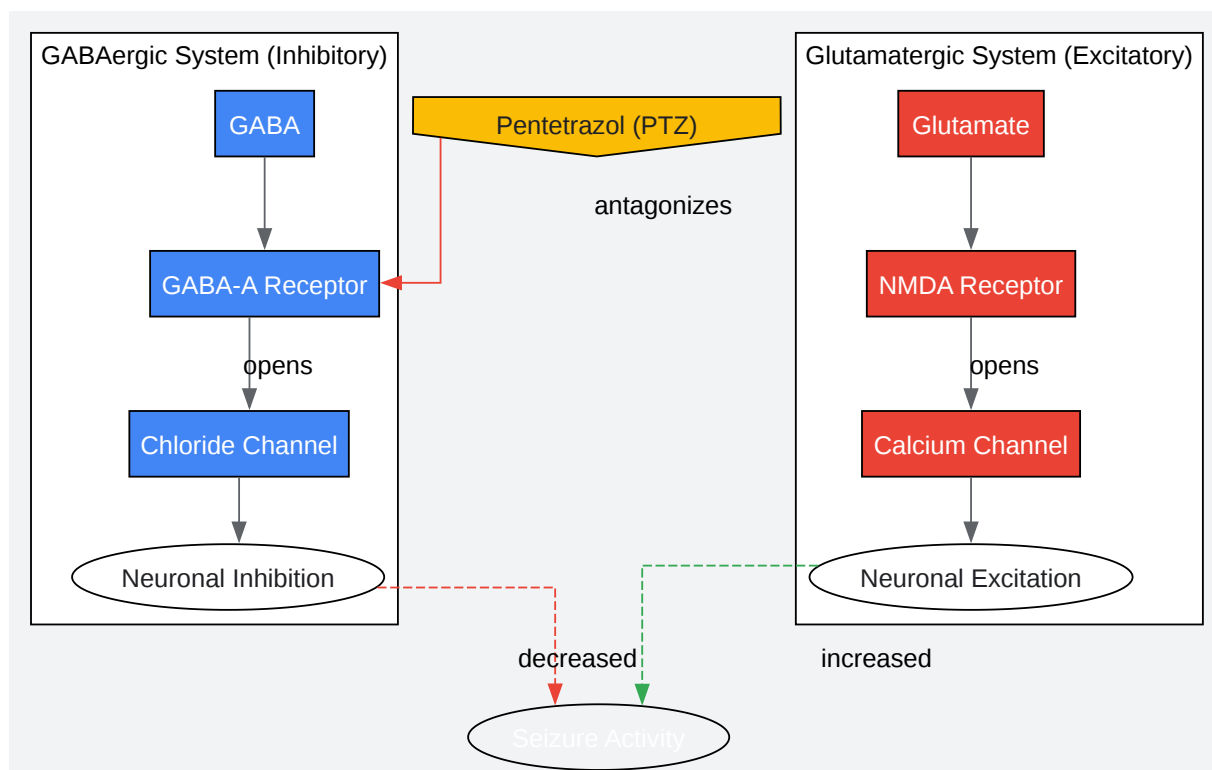 GABAergic System (Inhibitory)
Glutamatergic System (Excitatory)
GABA
Pentetrazol (PTZ)
Glutamate
antagonizes
GABA-A Receptor
NMDA Receptor
opens
opens
Chloride Channel
Calcium Channel
Neuronal Inhibition
Neuronal Excitation
decreased
increased
Seizure Activity